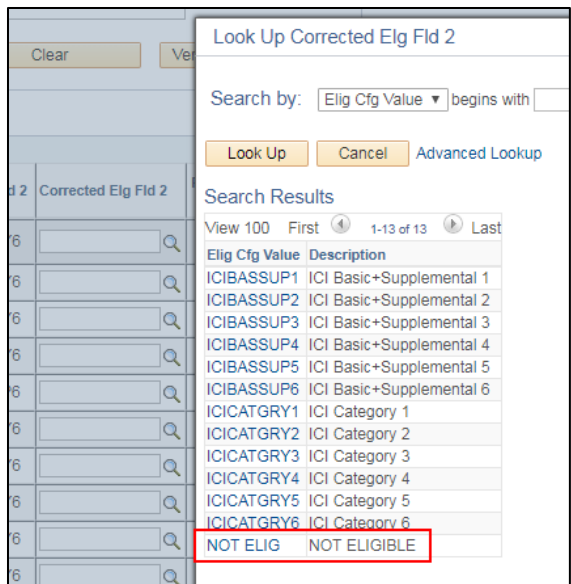 Look Up Corrected Elg Fld 2
Clear
Ver
Search by: Elig Cfg Value ▼ begins with
Look Up Cancel Advanced Lookup
d 2 Corrected Elg Fld 2
Search Results
View 100 First 1-13 of 13 Last
Elig Cfg Value Description
ICIBASSUP1 ICI Basic+Supplemental 1
ICIBASSUP2 ICI Basic+Supplemental 2
ICIBASSUP3 ICI Basic+Supplemental 3
ICIBASSUP4 ICI Basic+Supplemental 4
ICIBASSUP5 ICI Basic+Supplemental 5
ICIBASSUP6 ICI Basic+Supplemental 6
ICICATGRY1 ICI Category 1
ICICATGRY2 ICI Category 2
ICICATGRY3 ICI Category 3
ICICATGRY4 ICI Category 4
ICICATGRY5 ICI Category 5
ICICATGRY6 ICI Category 6
NOT ELIG NOT ELIGIBLE